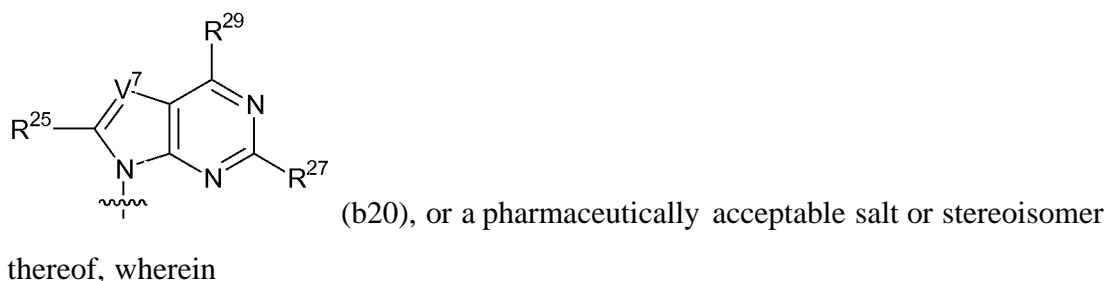 R29
V7
N
R25
N
N
R27
(b20), or a pharmaceutically acceptable salt or stereoisomer
thereof, wherein